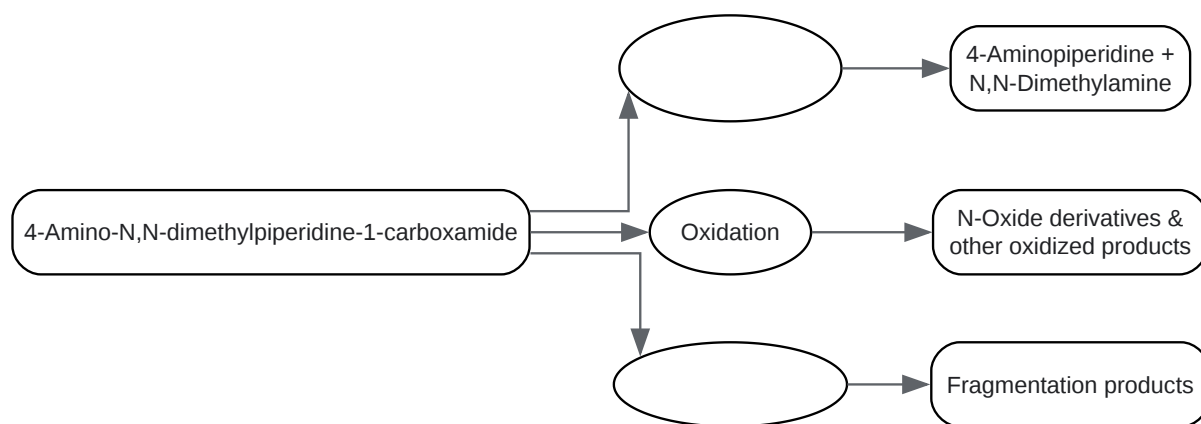 4-Aminopiperidine +
N,N-Dimethylamine
4-Amino-N,N-dimethylpiperidine-1-carboxamide
Oxidation
N-Oxide derivatives &
other oxidized products
Fragmentation products